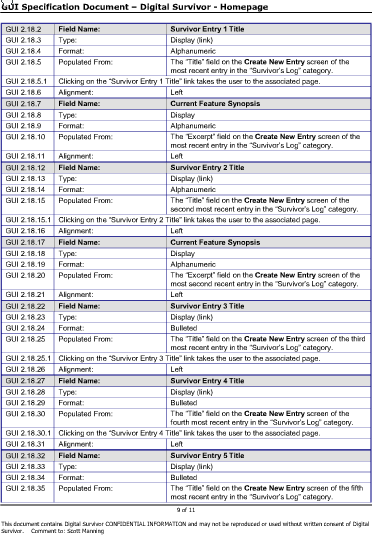 GUI Specification Document – Digital Survivor - Homepage
GUI 2.18.2 Field Name: Survivor Entry 1 Title
GUI 2.18.3 Type: Display (link)
GUI 2.18.4 Format: Alphanumeric
GUI 2.18.5 Populated From: The "Title" field on the Create New Entry screen of the
most recent entry in the "Survivor's Log" category.
GUI 2.18.5.1 Clicking on the "Survivor Entry 1 Title" link takes the user to the associated page.
GUI 2.18.6 Alignment: Left
GUI 2.18.7 Field Name: Current Feature Synopsis
GUI 2.18.8 Type: Display
GUI 2.18.9 Format: Alphanumeric
GUI 2.18.10 Populated From: The "Excerpt" field on the Create New Entry screen of the
most recent entry in the "Survivor's Log" category.
GUI 2.18.11 Alignment: Left
GUI 2.18.12 Field Name: Survivor Entry 2 Title
GUI 2.18.13 Type: Display (link)
GUI 2.18.14 Format: Alphanumeric
GUI 2.18.15 Populated From: The "Title" field on the Create New Entry screen of the
second most recent entry in the "Survivor's Log" category.
GUI 2.18.15.1 Clicking on the "Survivor Entry 2 Title" link takes the user to the associated page.
GUI 2.18.16 Alignment: Left
GUI 2.18.17 Field Name: Current Feature Synopsis
GUI 2.18.18 Type: Display
GUI 2.18.19 Format: Alphanumeric
GUI 2.18.20 Populated From: The "Excerpt" field on the Create New Entry screen of the
most second recent entry in the "Survivor's Log" category.
GUI 2.18.21 Alignment: Left
GUI 2.18.22 Field Name: Survivor Entry 3 Title
GUI 2.18.23 Type: Display (link)
GUI 2.18.24 Format: Bulleted
GUI 2.18.25 Populated From: The "Title" field on the Create New Entry screen of the third
most recent entry in the "Survivor's Log" category.
GUI 2.18.25.1 Clicking on the "Survivor Entry 3 Title" link takes the user to the associated page.
GUI 2.18.26 Alignment: Left
GUI 2.18.27 Field Name: Survivor Entry 4 Title
GUI 2.18.28 Type: Display (link)
GUI 2.18.29 Format: Bulleted
GUI 2.18.30 Populated From: The "Title" field on the Create New Entry screen of the
fourth most recent entry in the "Survivor's Log" category.
GUI 2.18.30.1 Clicking on the "Survivor Entry 4 Title" link takes the user to the associated page.
GUI 2.18.31 Alignment: Left
GUI 2.18.32 Field Name: Survivor Entry 5 Title
GUI 2.18.33 Type: Display (link)
GUI 2.18.34 Format: Bulleted
GUI 2.18.35 Populated From: The "Title" field on the Create New Entry screen of the fifth
most recent entry in the "Survivor's Log" category.
9 of 11
This document contains Digital Survivor CONFIDENTIAL INFORMATION and may not be reproduced or used without written consent of Digital
Survivor. Comment to: Scott Manning